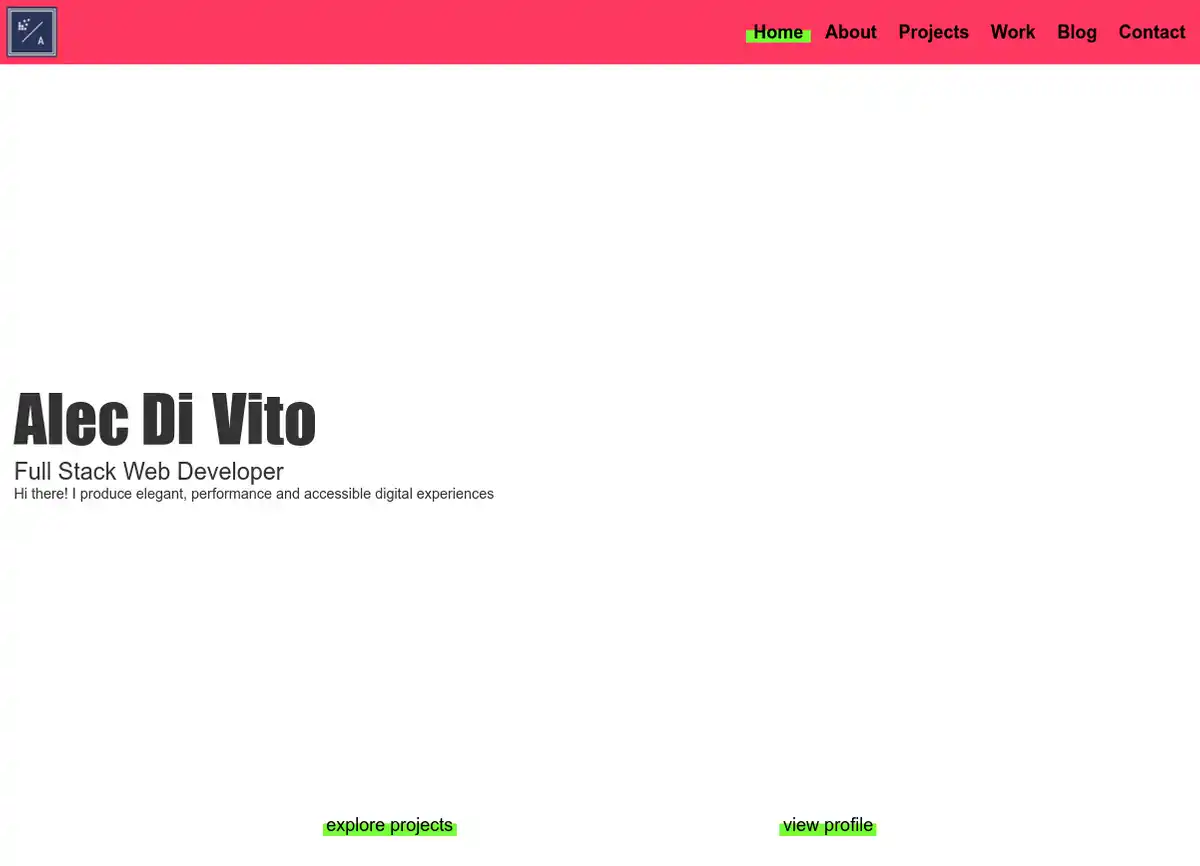 A
Home About Projects Work Blog Contact
Alec Di Vito
Full Stack Web Developer
Hi there! I produce elegant, performance and accessible digital experiences
explore projects view profile